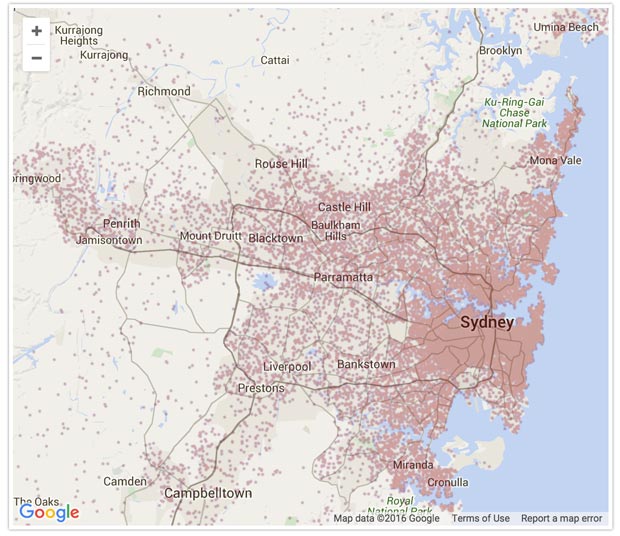 +
Kurrajong
Heights
Umina Beach
−
Kurrajong
Brooklyn
Cattai
Richmond
Ku-Ring-Gai
Chase
National Park
Rouse Hill
Mona Vale
ringwood
Castle Hill
Penrith
Baulkham
Hills
Jamisontown
Mount Druitt
Blacktown
Parramatta
Sydney
Liverpool
Bankstown
Prestons
Miranda
Camden
Cronulla
Campbelltown
The Oaks
Royal
National Park
Google
Map data ©2016 Google
Terms of Use
Report a map error